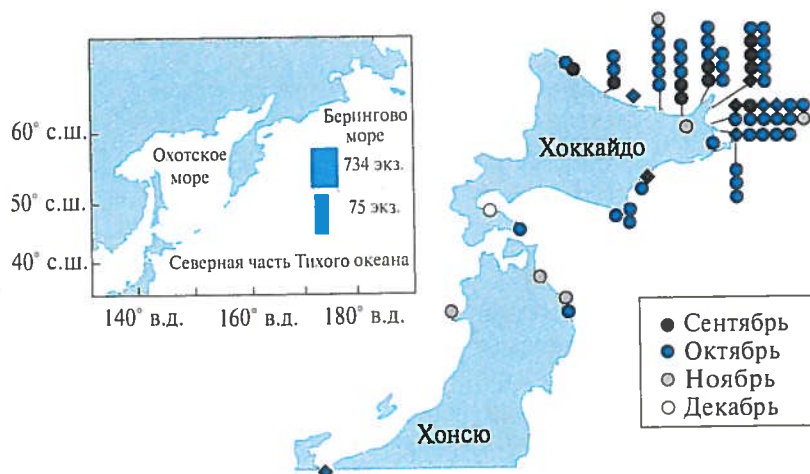 60° с.ш.
50° с.ш.
40° с.ш.
Берингово
море
Охотское
море
734 экз.
75 экз.
Северная часть Тихого океана
140° в.д. 160° в.д. 180° в.д.
Хоккайдо
Хонсю
Сентябрь
Октябрь
Ноябрь
Декабрь